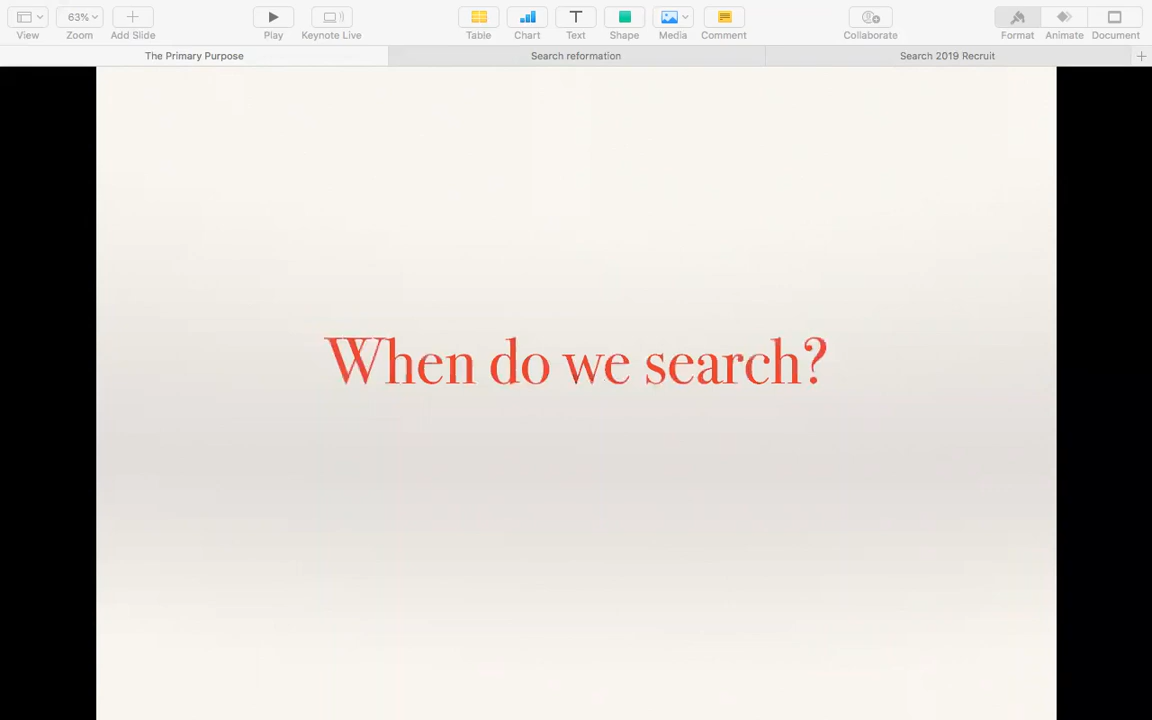 63%
View
Zoom
Add Slide
Play
Keynote Live
Table
Chart
Text
Shape
Media
Comment
Collaborate
Format
Animate
Document
The Primary Purpose
Search reformation
Search 2019 Recruit
When do we search?